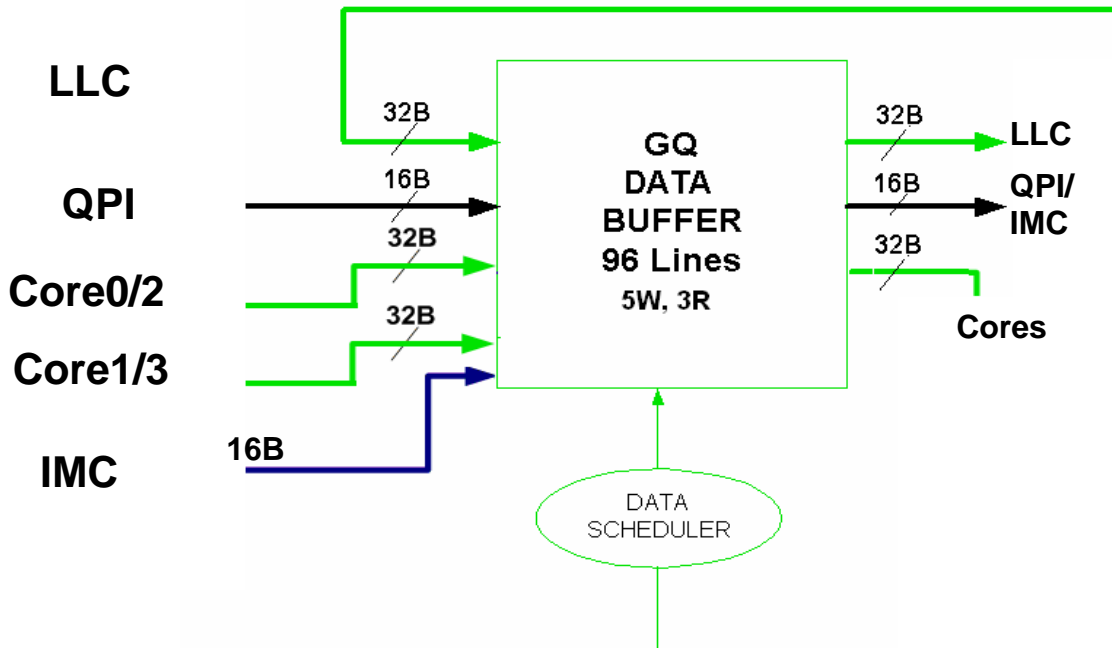 LLC
QPI
Core0/2
Core1/3
IMC
32B
16B
32B
32B
16B
GQ
DATA
BUFFER
96 Lines
5W, 3R
32B
LLC
16B
QPI/
IMC
32B
Cores
DATA
SCHEDULER